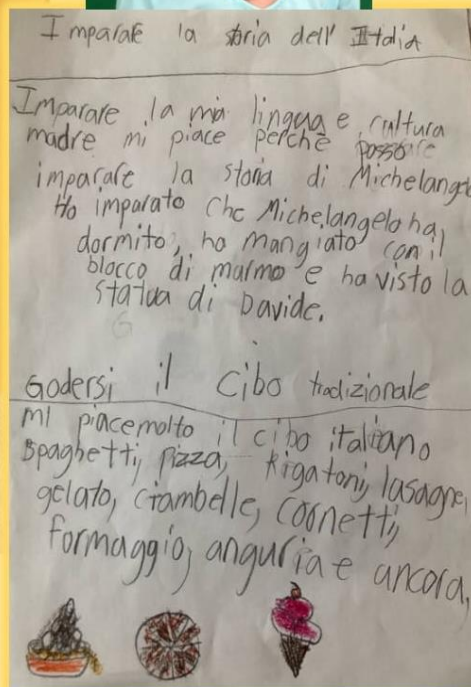 Imparare la storia dell' Italia
Imparare la mia lingua e cultura
madre mi piace perchè posso
imparare la storia di Michelangelo
Ho imparato che Michelangelo ha
dormito, ho mangiato con il
blocco di marmo e ha visto la
statua di Davide.
Godersi il cibo tradizionale
Mi piace molto il cibo italiano
Spaghetti, pizza, Rigatoni, lasagne,
gelato, ciambelle, cornetti,
formaggio, anguria e ancora,